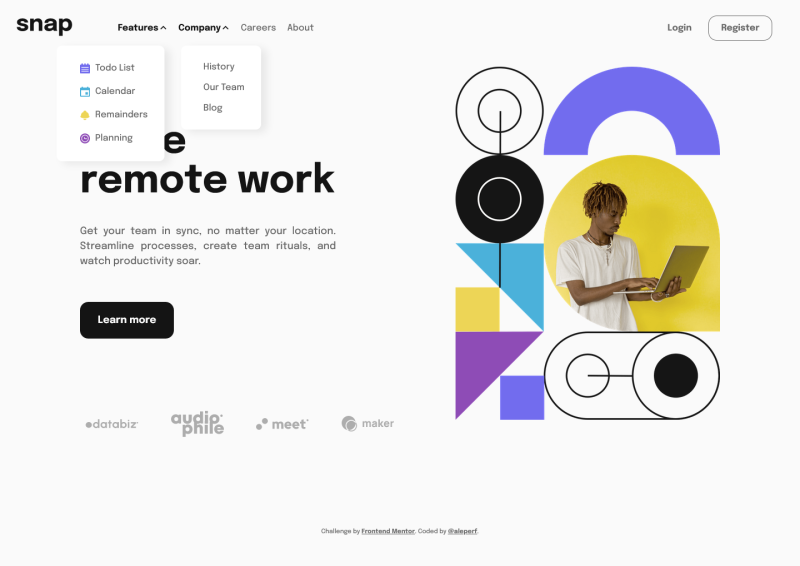 snap
Features
Company
Careers
About
Login
Register
Todo List
Calendar
Remainders
Planning
History
Our Team
Blog
remote work
Get your team in sync, no matter your location.
Streamline processes, create team rituals, and
watch productivity soar.
Learn more
databiz
audiophile
meet
maker
Challenge by Frontend Mentor. Coded by @aleperf.